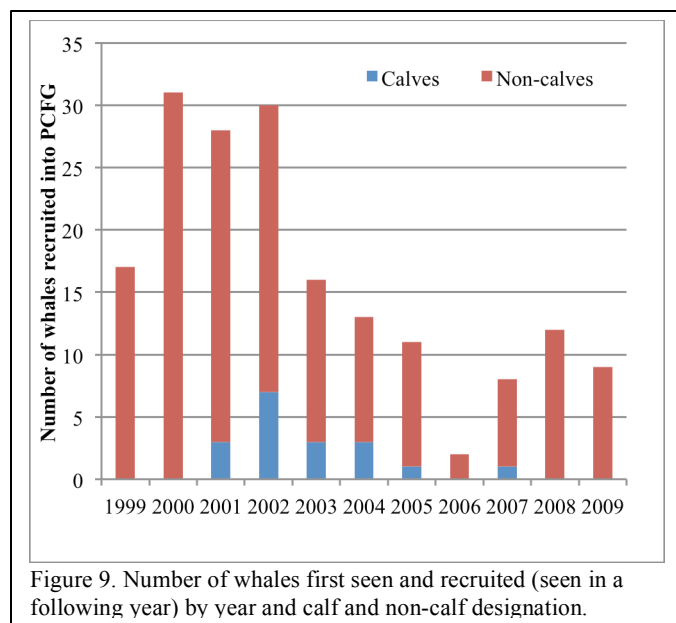 35
Calves Non-calves
30
25
20
15
10
5
0
Number of whales recruited into PCFG
1999 2000 2001 2002 2003 2004 2005 2006 2007 2008 2009
Figure 9. Number of whales first seen and recruited (seen in a
following year) by year and calf and non-calf designation.